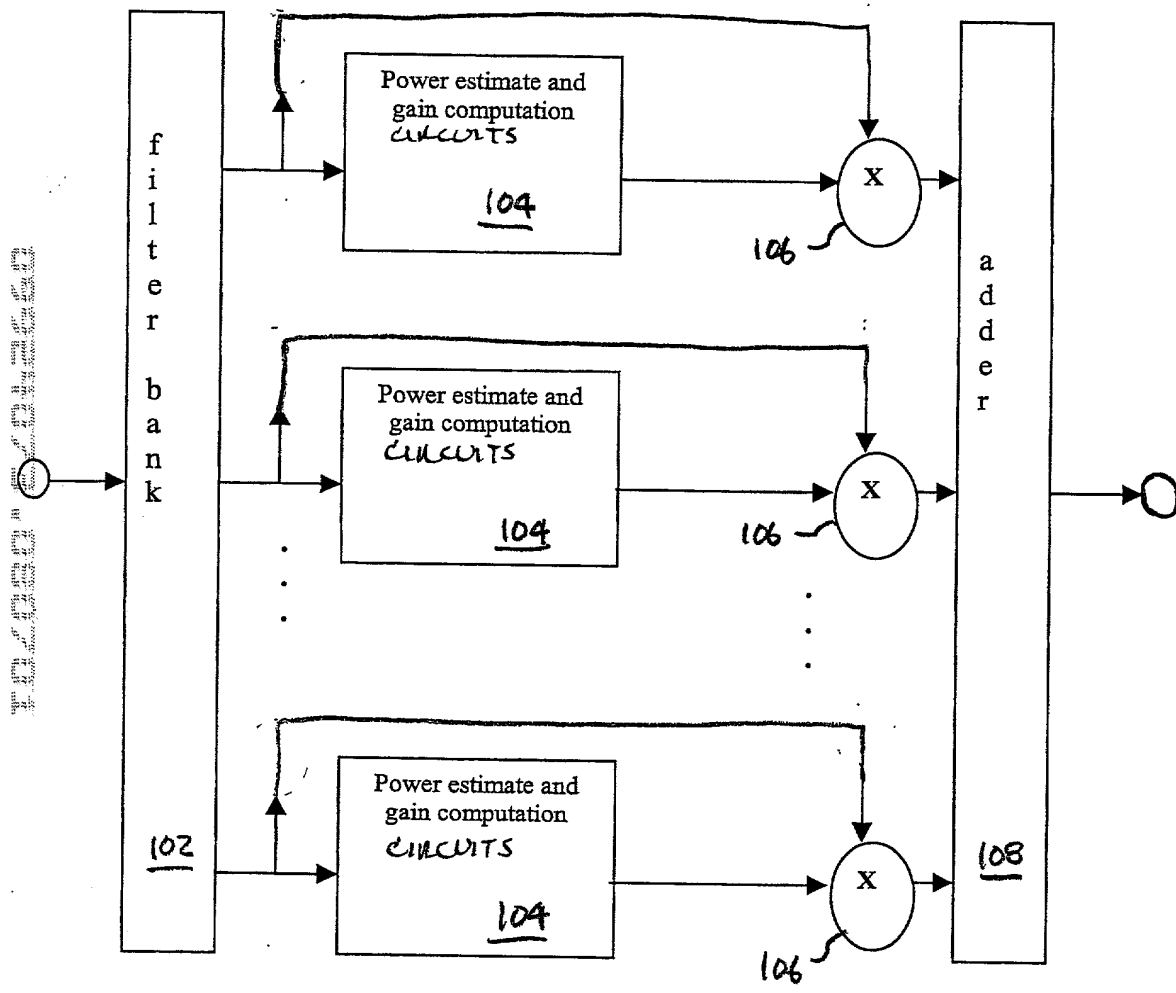 filter bank
Power estimate and
gain computation
CIRCUITS
104
X
106
Power estimate and
gain computation
CIRCUITS
104
X
106
Power estimate and
gain computation
CIRCUITS
104
X
106
102
adder
108